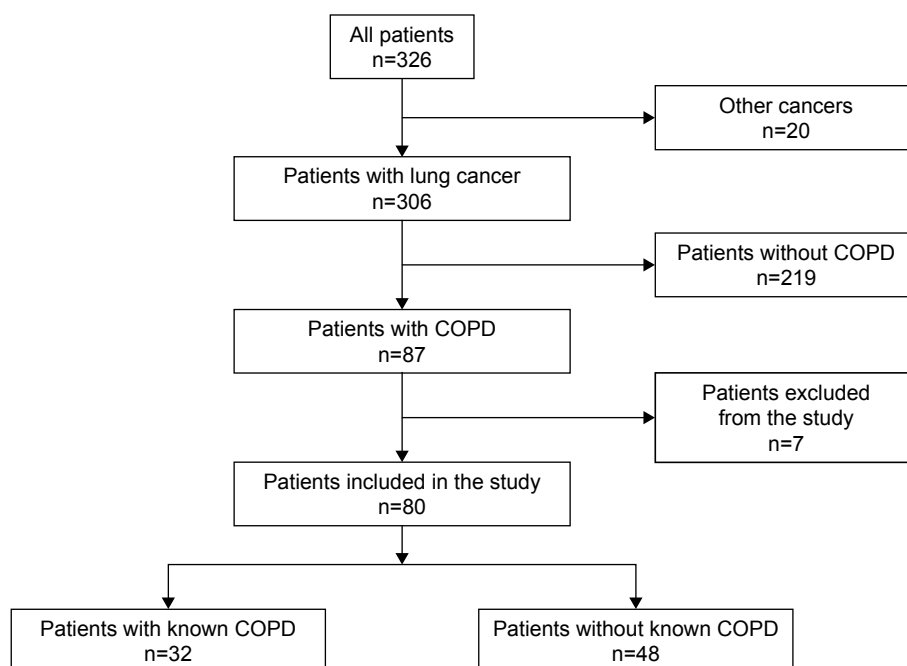 All patients
n=326
Other cancers
n=20
Patients with lung cancer
n=306
Patients without COPD
n=219
Patients with COPD
n=87
Patients excluded
from the study
n=7
Patients included in the study
n=80
Patients with known COPD
n=32
Patients without known COPD
n=48